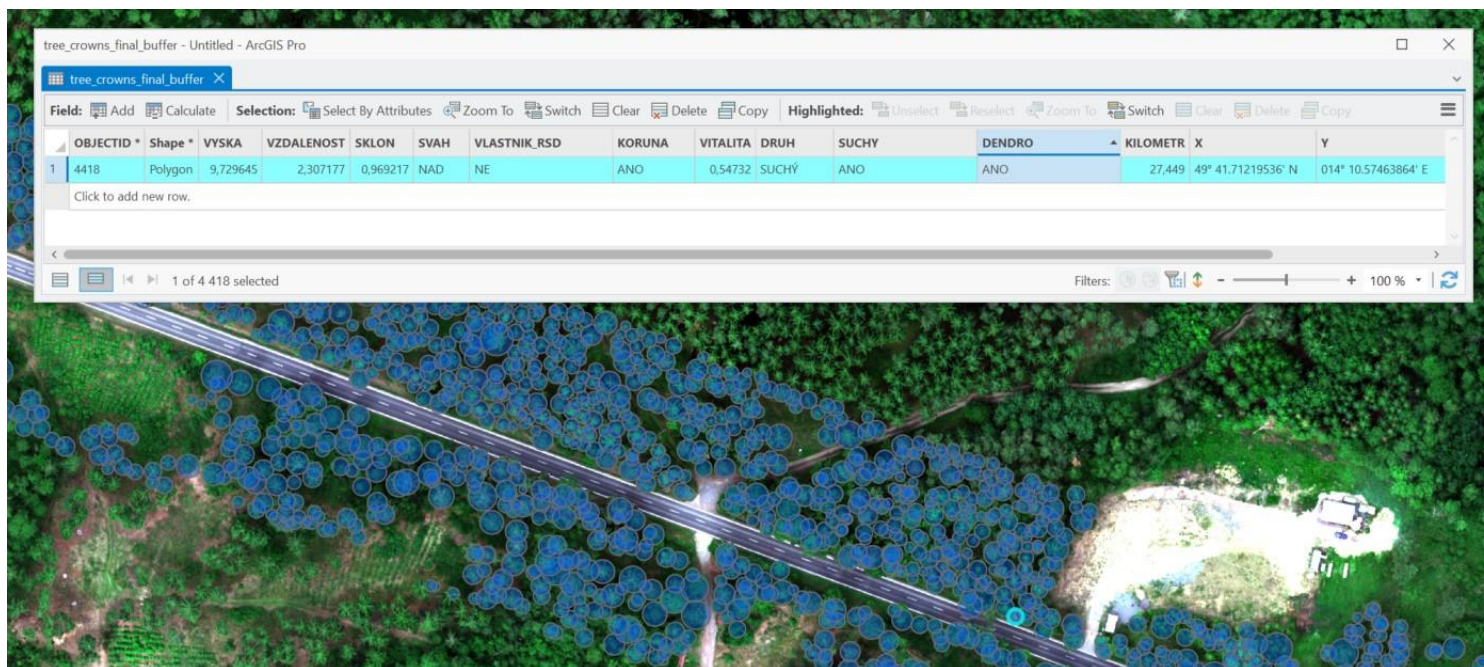 tree_crowns_final_buffer - Untitled - ArcGIS Pro
tree_crowns_final_buffer
Field: Add Calculate Selection: Select By Attributes Zoom To Switch Clear Delete Copy Highlighted: Unselect Reselect Zoom To Switch Clear Delete Copy
OBJECTID * Shape * VYSKA VZDALENOST SKLON SVAH VLASTNIK_RSD KORUNA VITALITA DRUH SUCHY DENDRO KILOMETR X Y
1 4418 Polygon 9,729645 2,307177 0,969217 NAD NE ANO 0,54732 SUCHÝ ANO ANO 27,449 49° 41.71219536' N 014° 10.57463864' E
Click to add new row.
1 of 4 418 selected Filters: - + 100 %